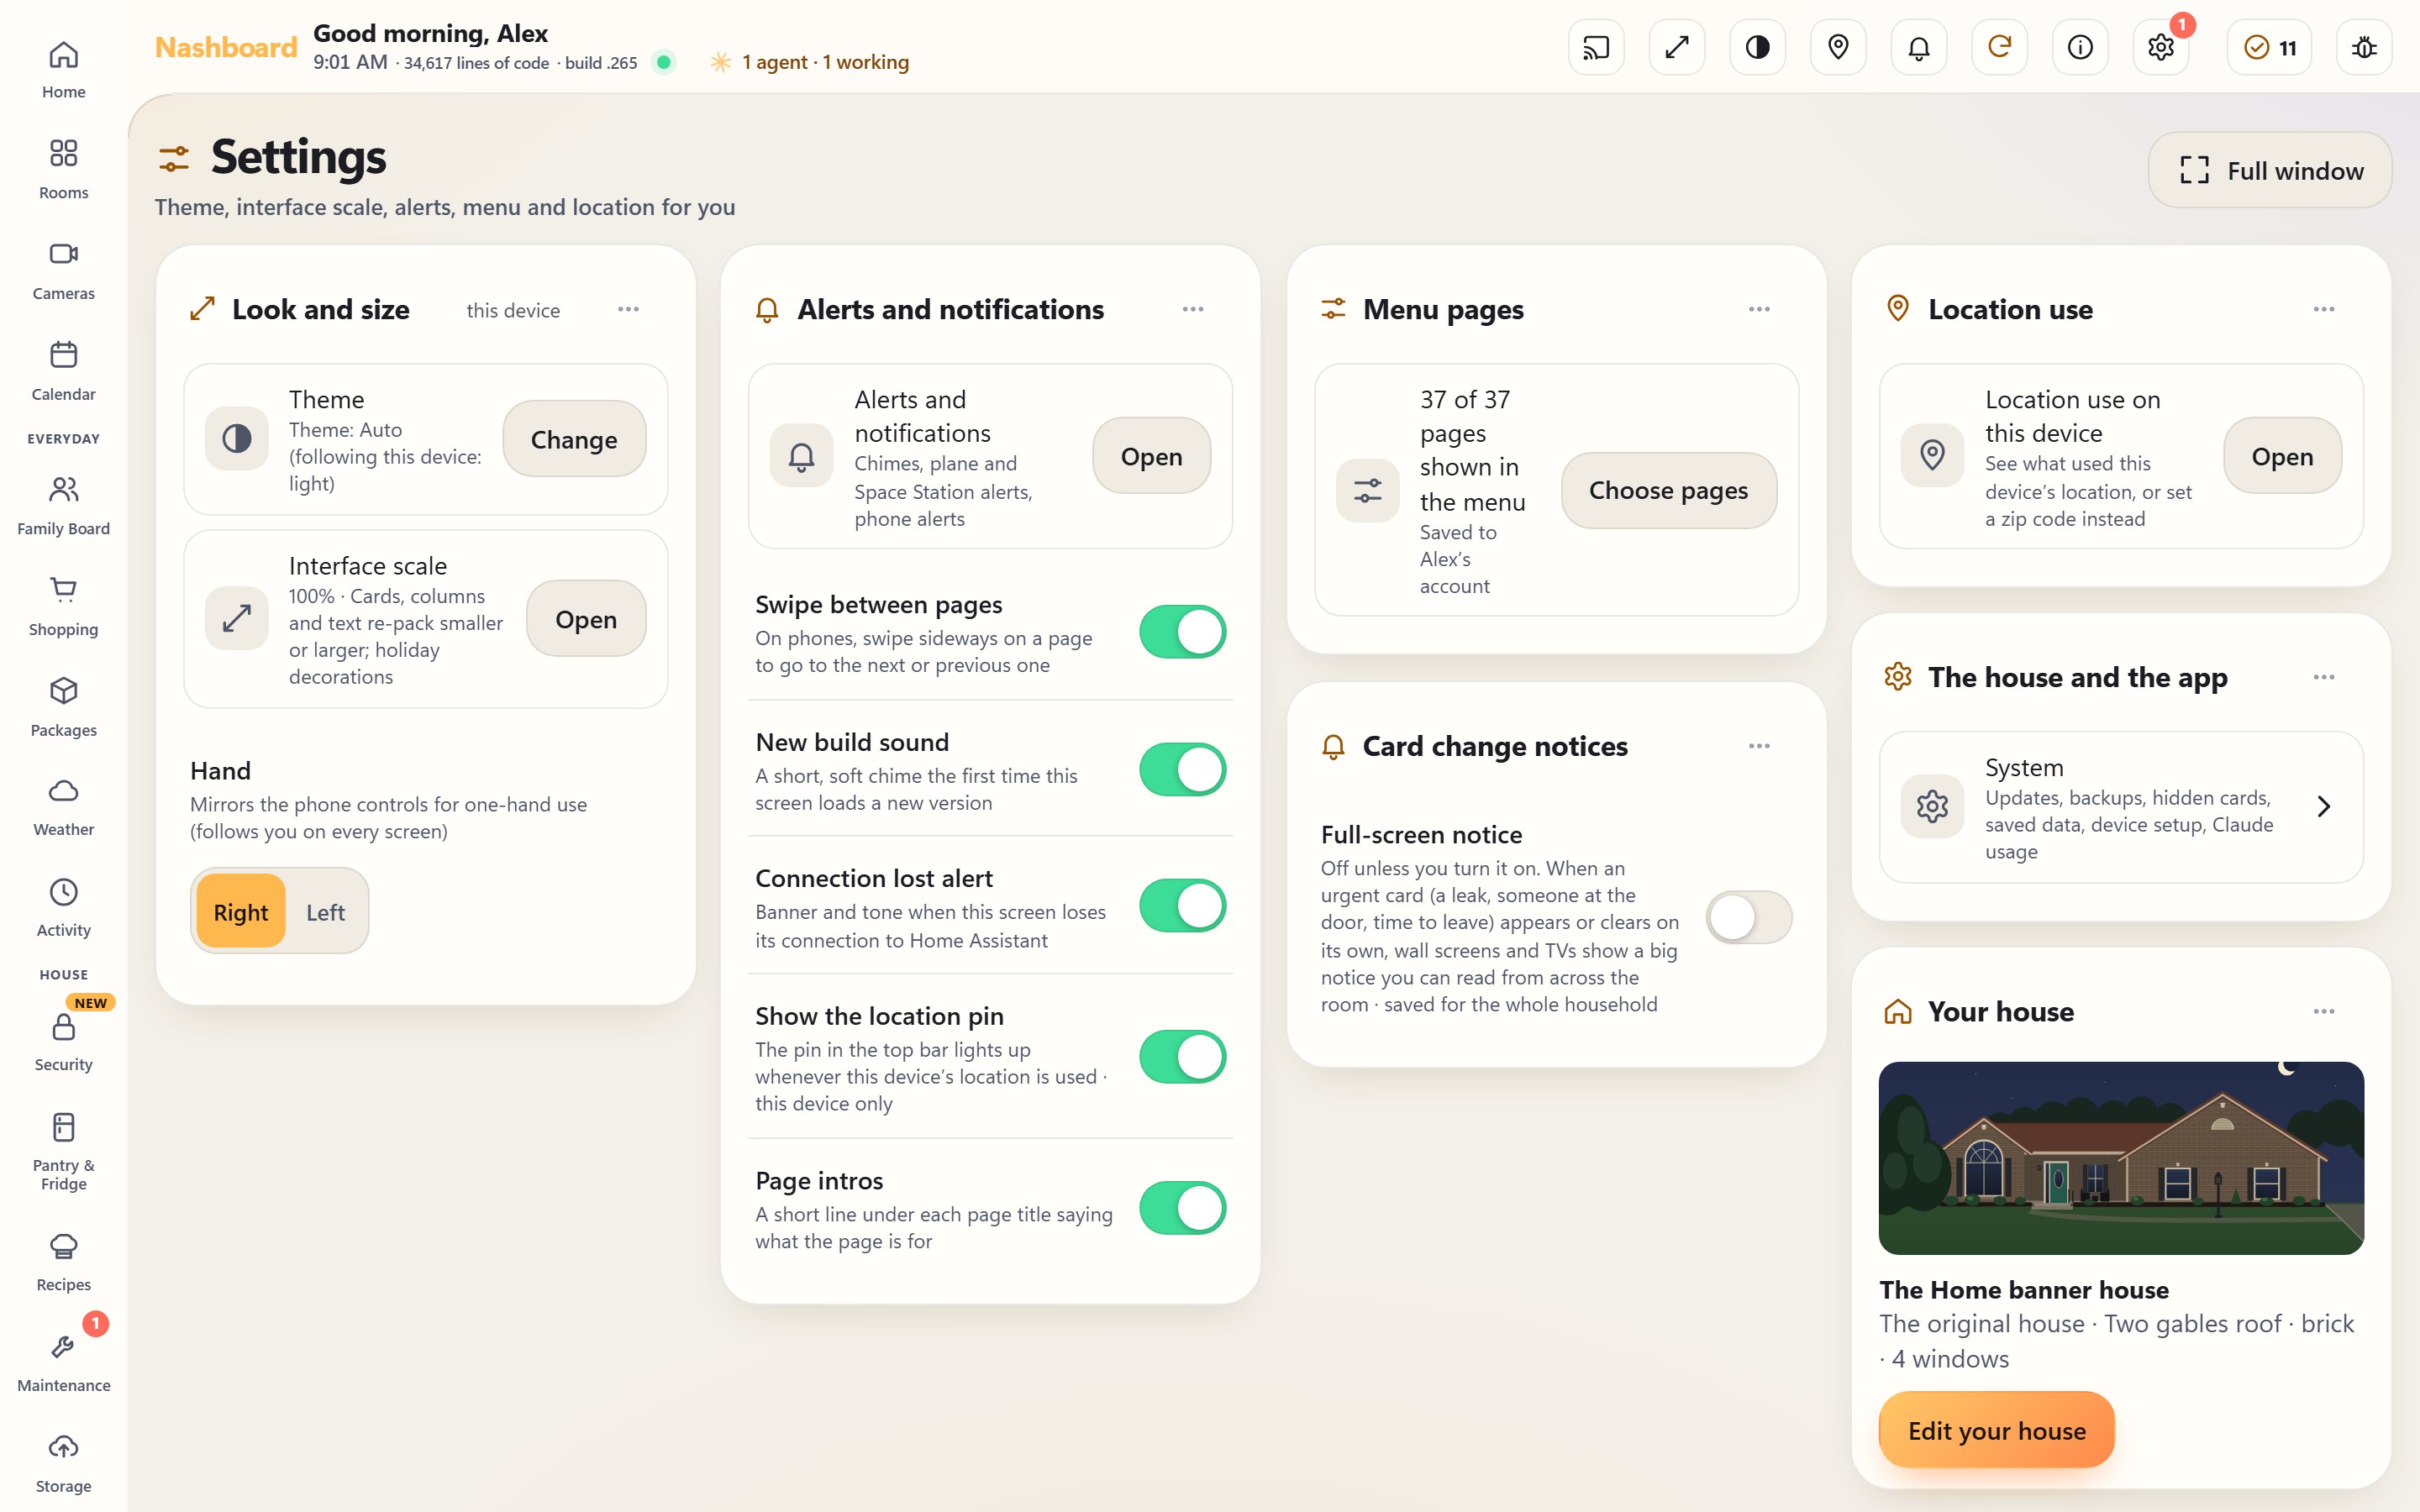 Nashboard
Good morning, Alex
9:01 AM · 34,617 lines of code · build .265
1 agent · 1 working
1
11
Home
Rooms
Cameras
Calendar
EVERYDAY
Family Board
Shopping
Packages
Weather
Activity
HOUSE
NEW
Security
Pantry &
Fridge
Recipes
1
Maintenance
Storage
Settings
Theme, interface scale, alerts, menu and location for you
Full window
Look and size
this device
Theme
Theme: Auto
(following this device:
light)
Change
Interface scale
100% · Cards, columns
and text re-pack smaller
or larger; holiday
decorations
Open
Hand
Mirrors the phone controls for one-hand use
(follows you on every screen)
Right
Left
Alerts and notifications
Alerts and
notifications
Chimes, plane and
Space Station alerts,
phone alerts
Open
Swipe between pages
On phones, swipe sideways on a page
to go to the next or previous one
New build sound
A short, soft chime the first time this
screen loads a new version
Connection lost alert
Banner and tone when this screen loses
its connection to Home Assistant
Show the location pin
The pin in the top bar lights up
whenever this device’s location is used ·
this device only
Page intros
A short line under each page title saying
what the page is for
Menu pages
37 of 37
pages
shown in
the menu
Saved to
Alex’s
account
Choose pages
Card change notices
Full-screen notice
Off unless you turn it on. When an
urgent card (a leak, someone at the
door, time to leave) appears or clears on
its own, wall screens and TVs show a big
notice you can read from across the
room · saved for the whole household
Location use
Location use on
this device
See what used this
device’s location, or set
a zip code instead
Open
The house and the app
System
Updates, backups, hidden cards,
saved data, device setup, Claude
usage
Your house
The Home banner house
The original house · Two gables roof · brick
· 4 windows
Edit your house